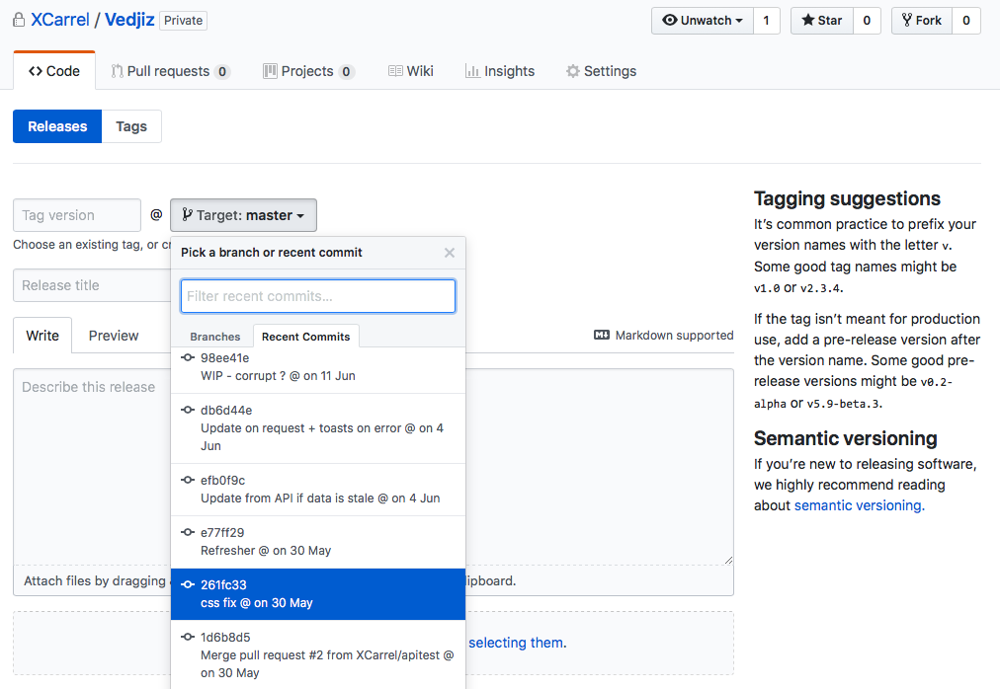 XCarrel / Vedjiz Private
Unwatch 1 Star 0 Fork 0
Code Pull requests 0 Projects 0 Wiki Insights Settings
Releases Tags
Tag version @ Target: master
Choose an existing tag, or
Release title
Write Preview
Markdown supported
Describe this release
Attach files by dragging
selecting them.
Pick a branch or recent commit
Filter recent commits...
Branches Recent Commits
98ee41e
WIP - corrupt ? @ on 11 Jun
db6d44e
Update on request + toasts on error @ on 4
Jun
efb0f9c
Update from API if data is stale @ on 4 Jun
e77ff29
Refresher @ on 30 May
261fc33
css fix @ on 30 May
1d6b8d5
Merge pull request #2 from XCarrel/apitest @
on 30 May
Tagging suggestions
It's common practice to prefix your
version names with the letter v.
Some good tag names might be
v1.0 or v2.3.4.
If the tag isn't meant for production
use, add a pre-release version after
the version name. Some good pre-
release versions might be v0.2-
alpha or v5.9-beta.3.
Semantic versioning
If you're new to releasing software,
we highly recommend reading
about semantic versioning.